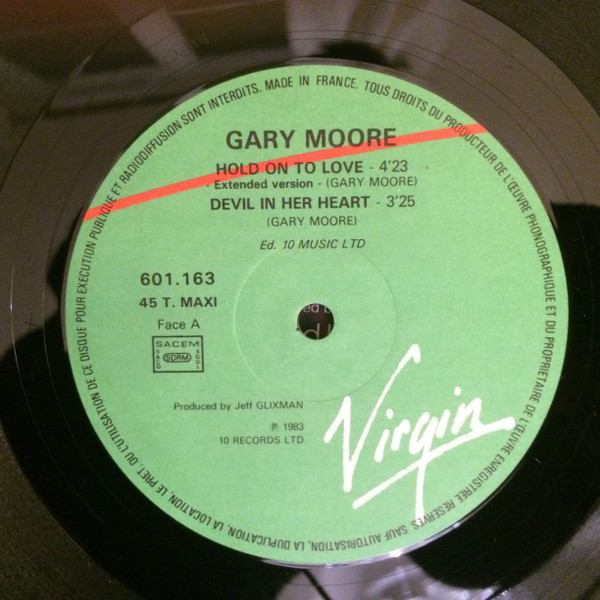 GARY MOORE
HOLD ON TO LOVE - 4'23
- Extended version - (GARY MOORE)
DEVIL IN HER HEART - 3'25
(GARY MOORE)
Ed. 10 MUSIC LTD
601.163
45 T. MAXI
Face A
SACEM
SACD
SDRM
SGDL
Produced by Jeff GLIXMAN
℗ 1983
10 RECORDS LTD
Virgin
MADE IN FRANCE. TOUS DROITS DU PRODUCTEUR DE L'ŒUVRE PHONOGRAPHIQUE ET DU PROPRIETAIRE DE L'ŒUVRE ENREGISTREE RESERVES. SAUF AUTORISATION, LA DUPLICATION, LA LOCATION, LE PRET, OU L'UTILISATION DE CE DISQUE POUR EXECUTION PUBLIQUE ET RADIODIFFUSION SONT INTERDITS.